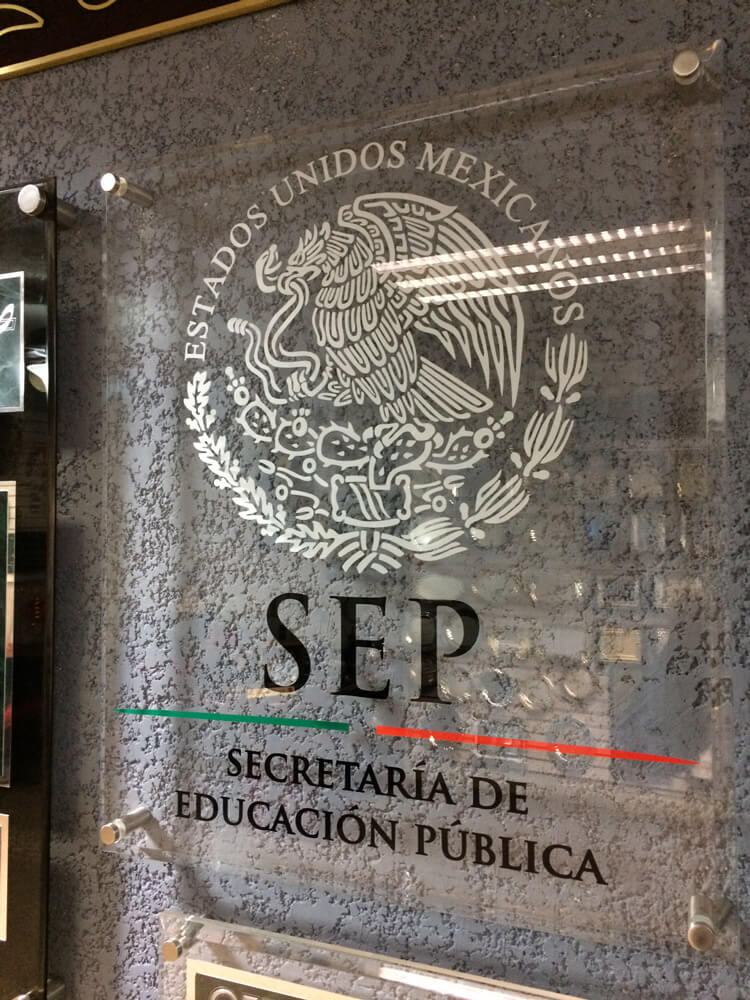 ESTADOS UNIDOS MEXICANOS
SEP
SECRETARÍA DE
EDUCACIÓN PÚBLICA